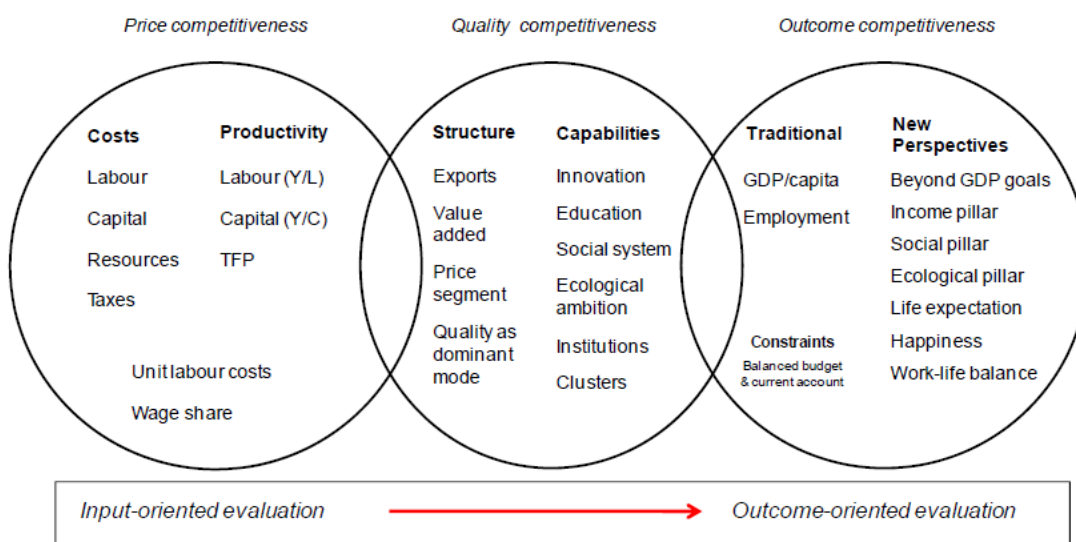 Price competitiveness
Quality competitiveness
Outcome competitiveness
Costs
Labour
Capital
Resources
Taxes
Productivity
Labour (Y/L)
Capital (Y/C)
TFP
Unit labour costs
Wage share
Structure
Exports
Value
added
Price
segment
Quality as
dominant
mode
Capabilities
Innovation
Education
Social system
Ecological
ambition
Institutions
Clusters
Traditional
GDP/capita
Employment
Constraints
Balanced budget
& current account
New
Perspectives
Beyond GDP goals
Income pillar
Social pillar
Ecological pillar
Life expectation
Happiness
Work-life balance
Input-oriented evaluation
Outcome-oriented evaluation